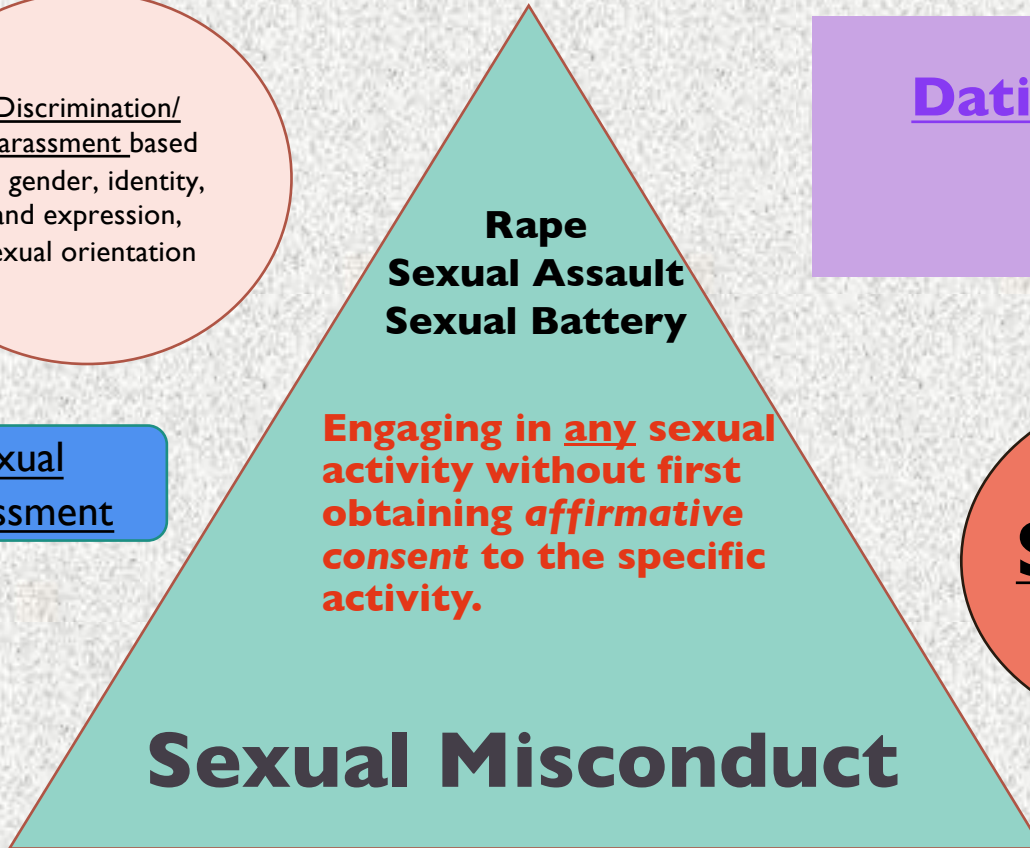 Discrimination/
arassment based
gender, identity,
and expression,
exual orientation
Dati
Rape
Sexual Assault
Sexual Battery
xual
ssment
Engaging in any sexual
activity without first
obtaining affirmative
consent to the specific
activity.
S
Sexual Misconduct